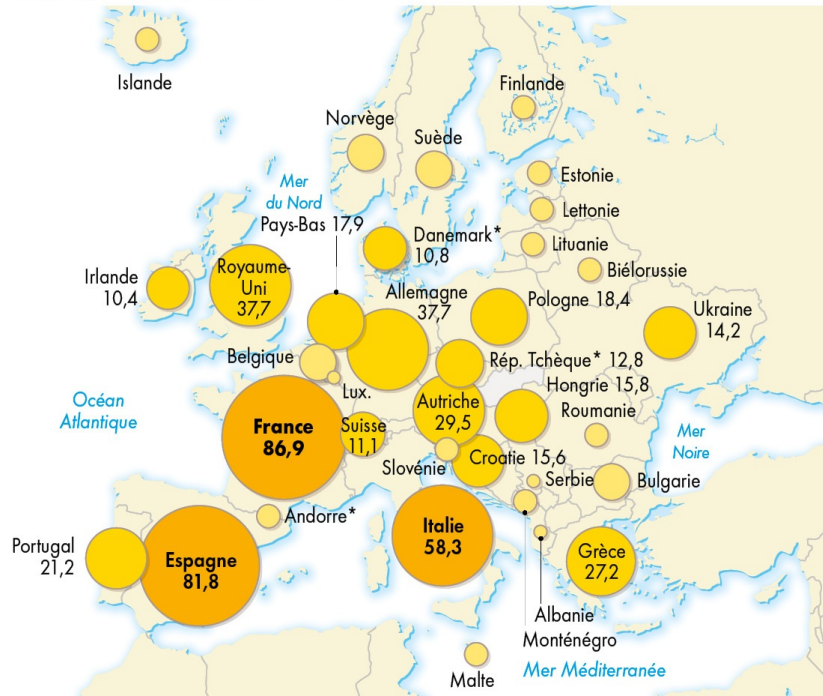 Islande
Finlande
Norvège
Suède
Estonie
Mer
du Nord
Lettonie
Pays-Bas 17,9
Danemark*
10,8
Lituanie
Biélorussie
Irlande
10,4
Royaume-
Uni
37,7
Allemagne
37,7
Pologne 18,4
Ukraine
14,2
Belgique
Rép. Tchèque* 12,8
Lux.
Hongrie 15,8
Océan
Atlantique
Autriche
29,5
Roumanie
France
86,9
Suisse
11,1
Mer
Noire
Slovénie
Croatie 15,6
Serbie
Bulgarie
Andorre*
Italie
58,3
Portugal
21,2
Espagne
81,8
Grèce
27,2
Albanie
Monténégro
Malte
Mer Méditerranée